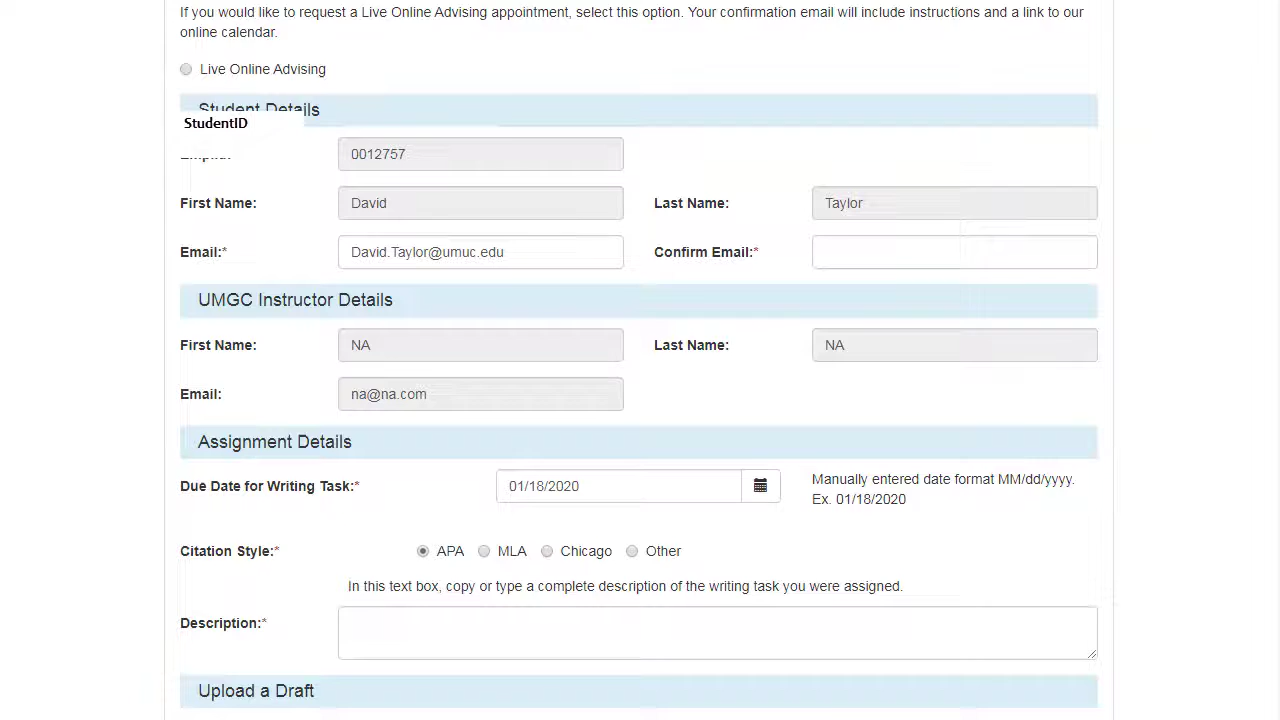 If you would like to request a Live Online Advising appointment, select this option. Your confirmation email will include instructions and a link to our
online calendar.
Live Online Advising
Student Details
StudentID
0012757
First Name: David Last Name: Taylor
Email:* David.Taylor@umuc.edu Confirm Email:*
UMGC Instructor Details
First Name: NA Last Name: NA
Email: na@na.com
Assignment Details
Due Date for Writing Task:* 01/18/2020 Manually entered date format MM/dd/yyyy.
Ex. 01/18/2020
Citation Style:* APA MLA Chicago Other
In this text box, copy or type a complete description of the writing task you were assigned.
Description:*
Upload a Draft